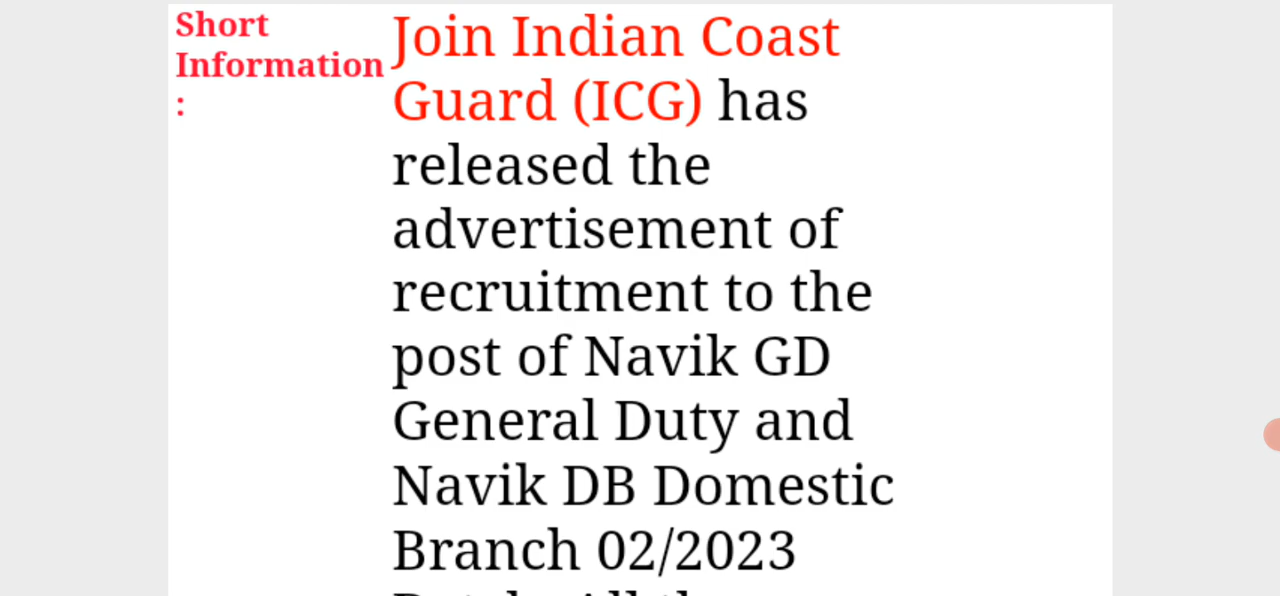 Short
Information
:
Join Indian Coast
Guard (ICG) has
released the
advertisement of
recruitment to the
post of Navik GD
General Duty and
Navik DB Domestic
Branch 02/2023